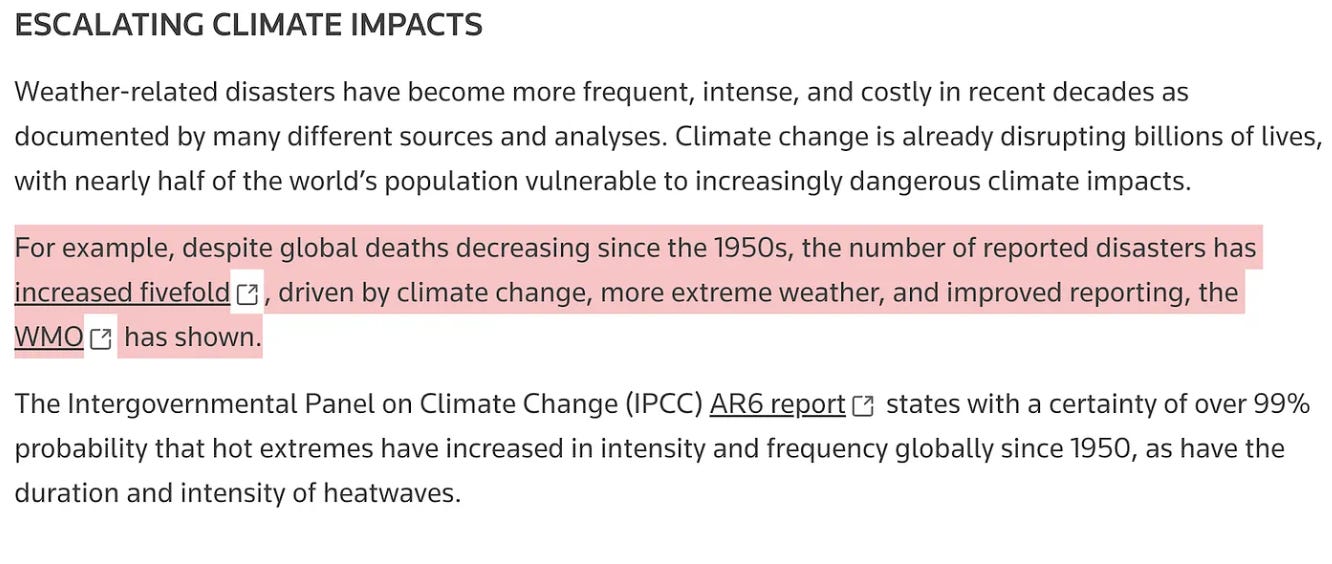 ESCALATING CLIMATE IMPACTS
Weather-related disasters have become more frequent, intense, and costly in recent decades as
documented by many different sources and analyses. Climate change is already disrupting billions of lives,
with nearly half of the world’s population vulnerable to increasingly dangerous climate impacts.
For example, despite global deaths decreasing since the 1950s, the number of reported disasters has
increased fivefold , driven by climate change, more extreme weather, and improved reporting, the
WMO has shown.
The Intergovernmental Panel on Climate Change (IPCC) AR6 report states with a certainty of over 99%
probability that hot extremes have increased in intensity and frequency globally since 1950, as have the
duration and intensity of heatwaves.